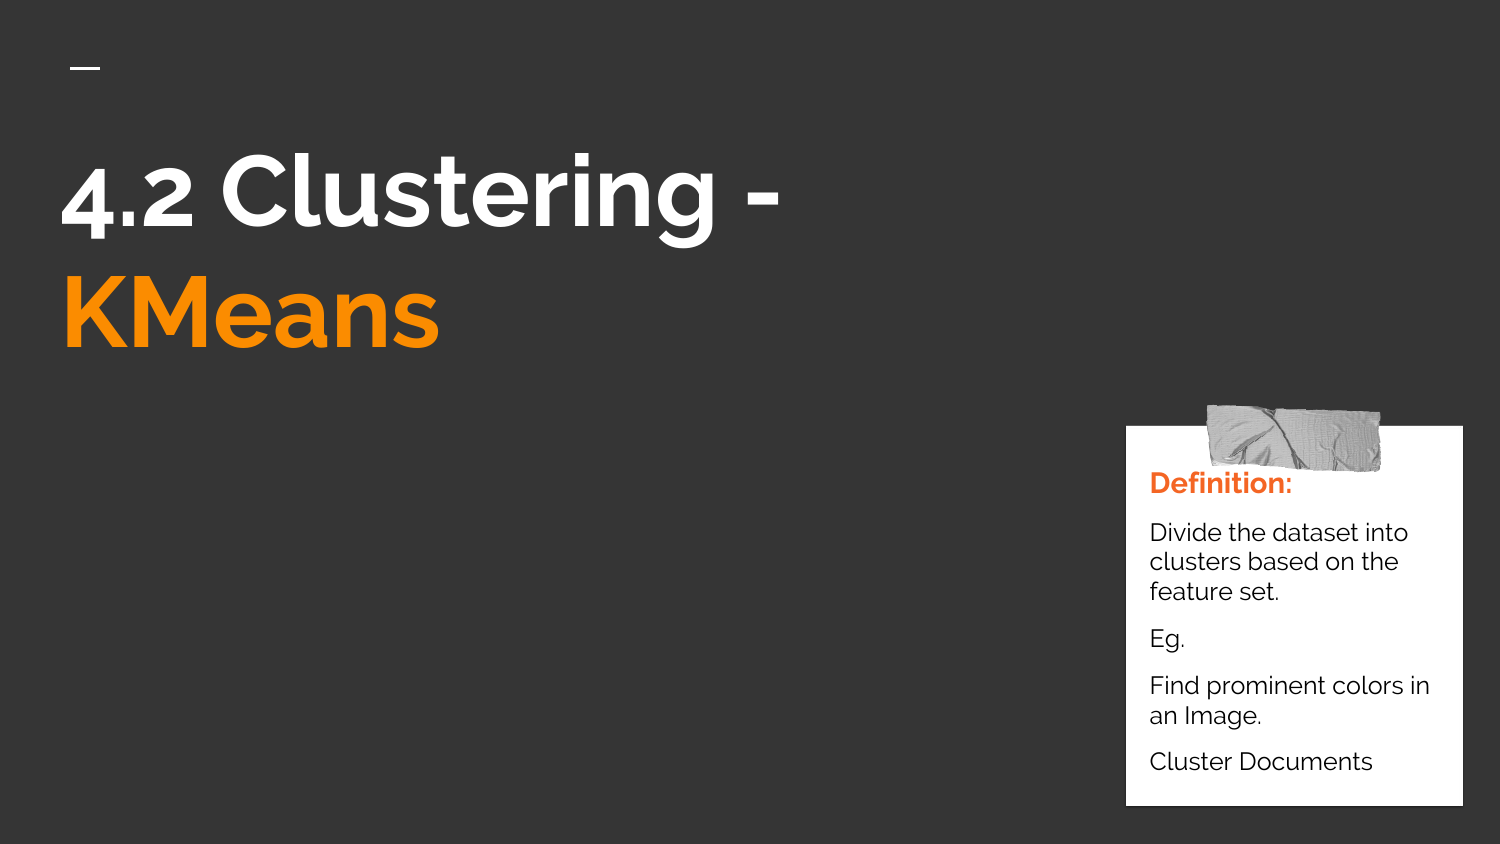 4.2 Clustering -
KMeans
Definition:
Divide the dataset into
clusters based on the
feature set.
Eg.
Find prominent colors in
an Image.
Cluster Documents